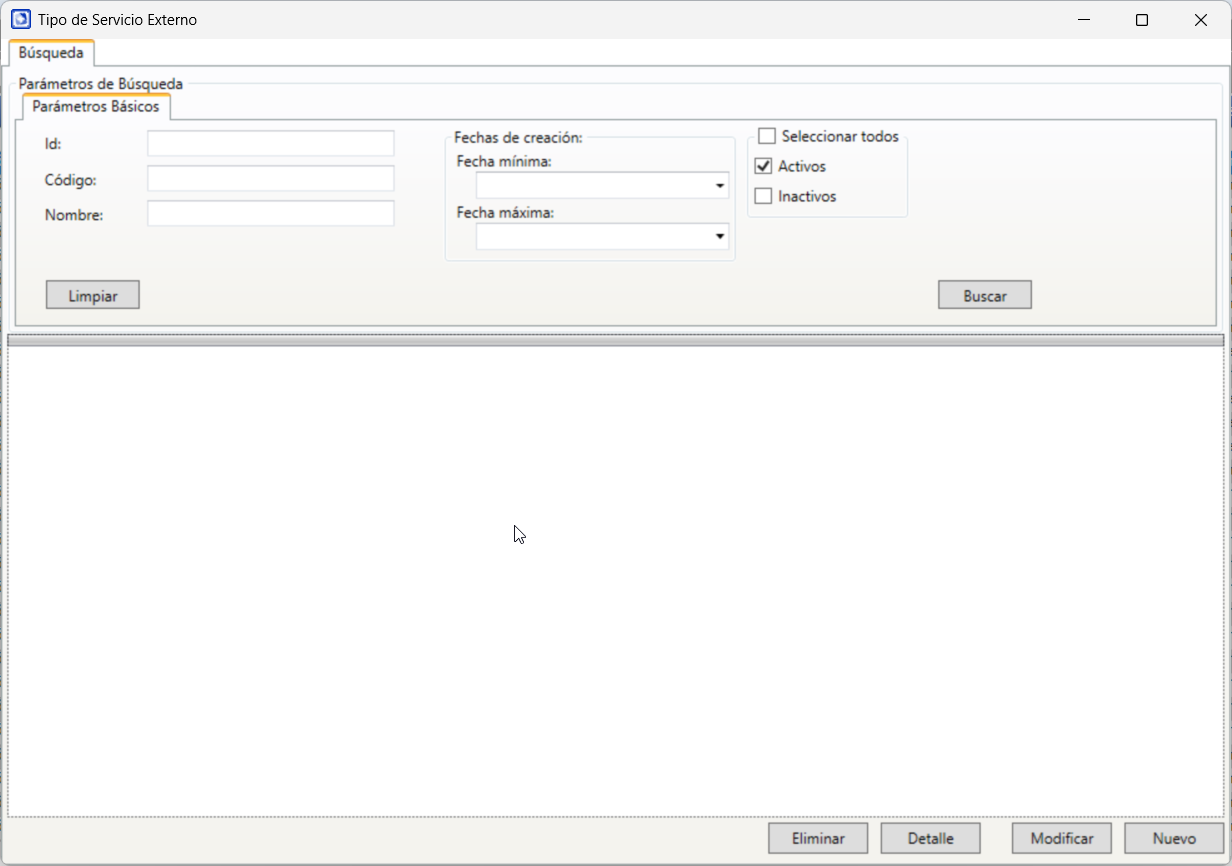 Tipo de Servicio Externo
Búsqueda
Parámetros de Búsqueda
Parámetros Básicos
Id:
Código:
Nombre:
Fechas de creación:
Fecha mínima:
Fecha máxima:
Seleccionar todos
Activos
Inactivos
Limpiar
Buscar
Eliminar
Detalle
Modificar
Nuevo